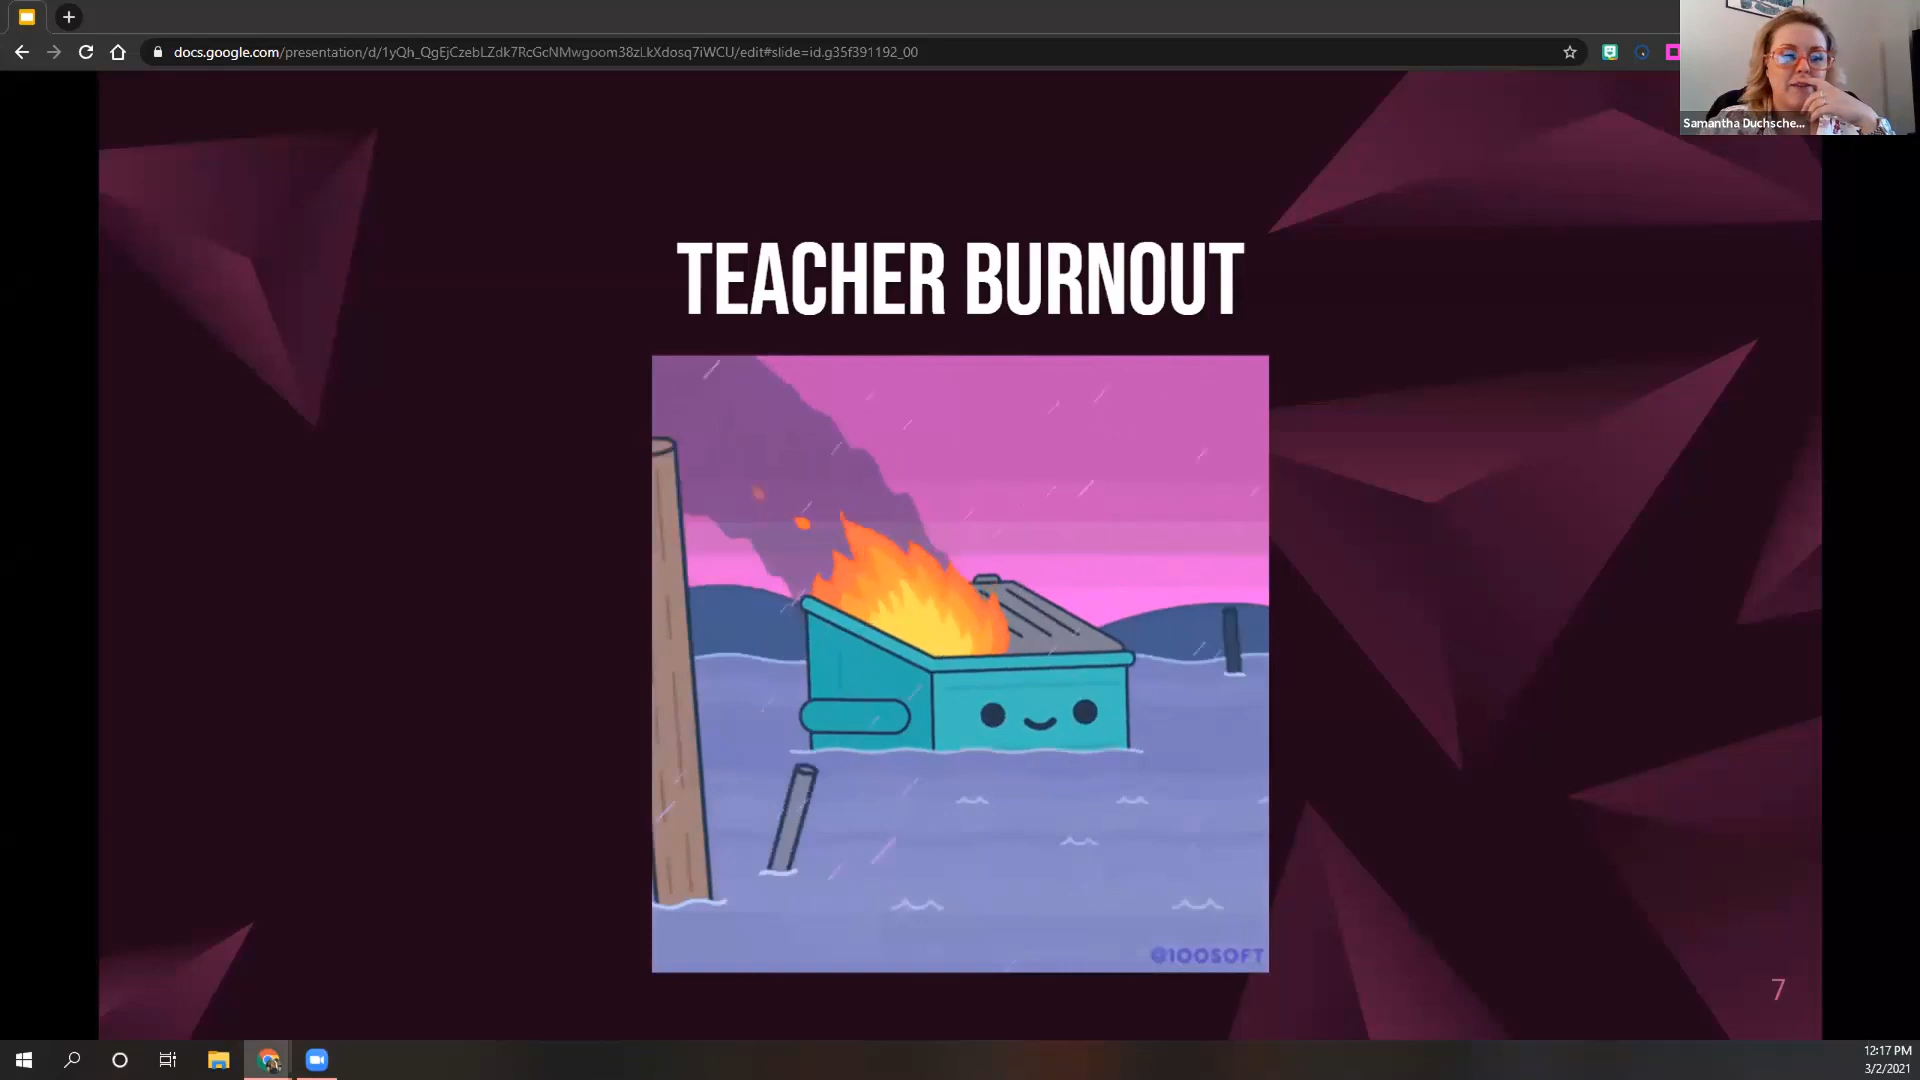 docs.google.com/presentation/d/1yQh_QgEjCzebLZdk7RcGcNMwgoom38zLkXdosq7iWCU/edit#slide=id.g35f391192_00
Samantha Duchsche...
TEACHER BURNOUT
@100SOFT
7
12:17 PM
3/2/2021